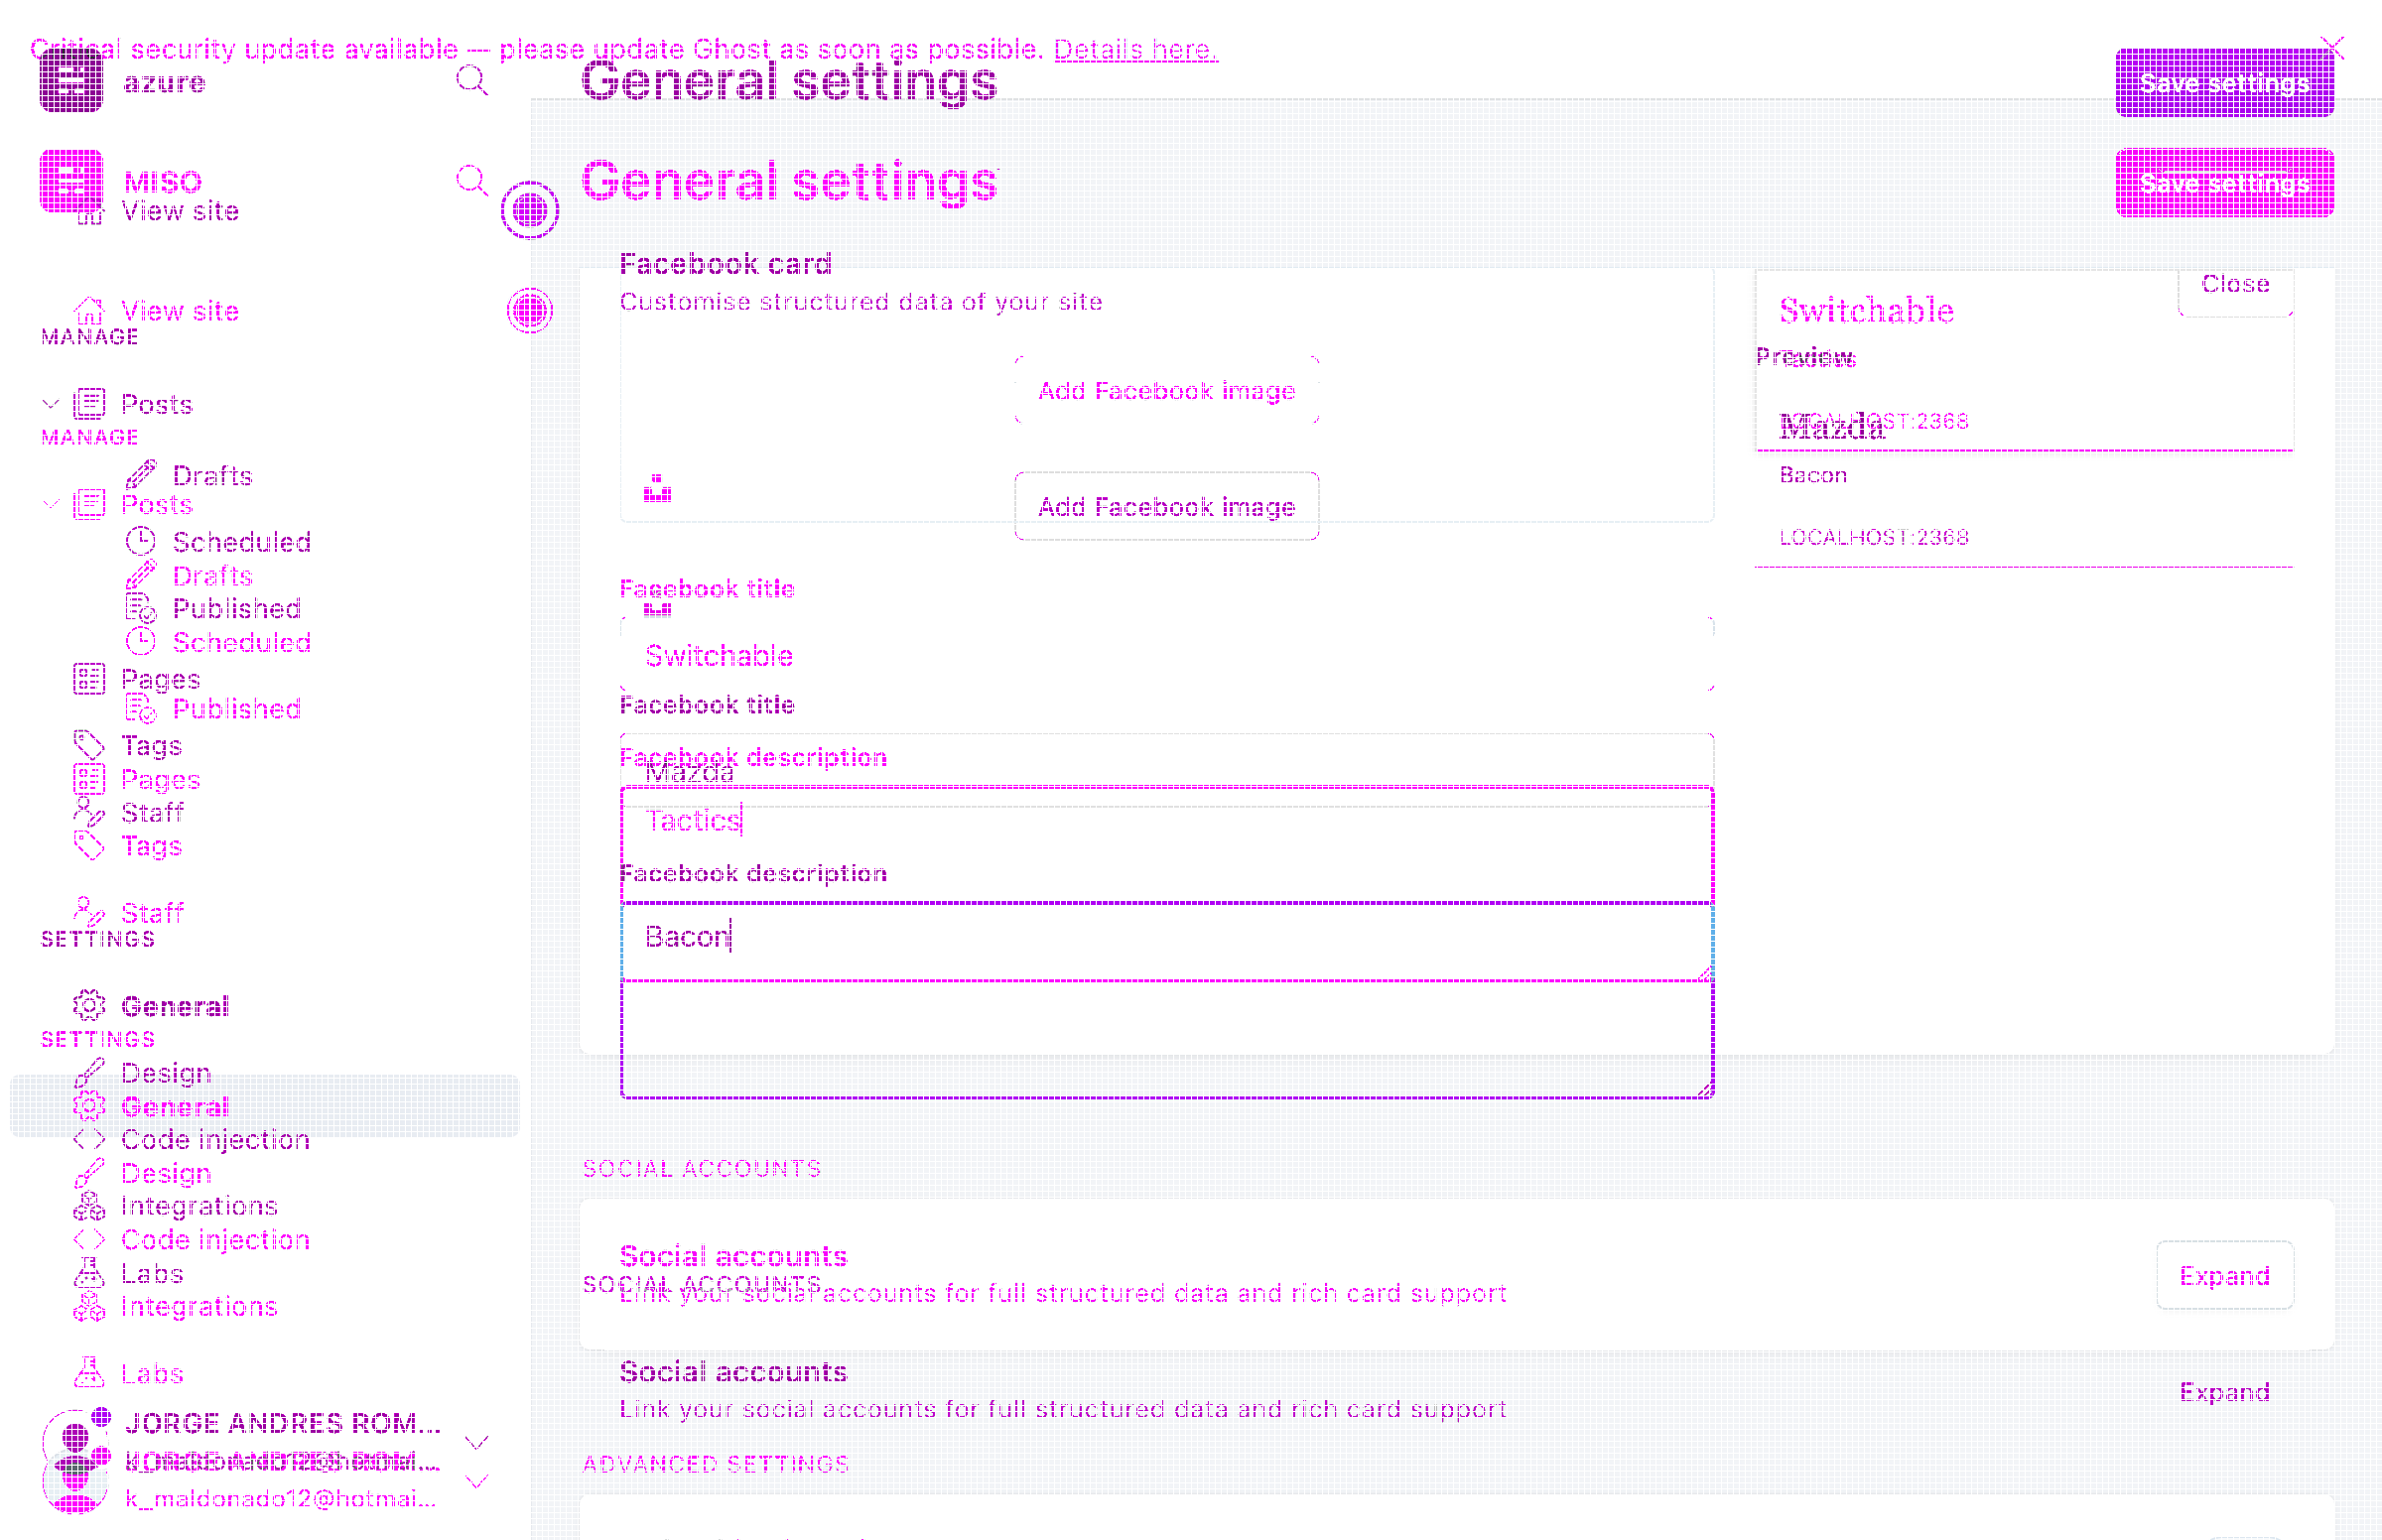 Critical security update available — please update Ghost as soon as possible. Details here.
azure
General settings
Save settings
MISO
General settings
Save settings
View site
Facebook card
Close
Customise structured data of your site
View site
Switchable
MANAGE
Preview
Add Facebook image
Posts
LOCALHOST:2368
Mazda
MANAGE
Drafts
Bacon
Posts
Add Facebook image
Scheduled
LOCALHOST:2368
Drafts
Facebook title
Published
Scheduled
Switchable
Pages
Facebook title
Published
Tags
Facebook description
Mazda
Pages
Staff
Tactics
Tags
Facebook description
Staff
Bacon
SETTINGS
General
SETTINGS
Design
General
Code injection
SOCIAL ACCOUNTS
Design
Integrations
Code injection
Social accounts
Labs
Expand
SOCIAL ACCOUNTS
Link your social accounts for full structured data and rich card support
Integrations
Labs
Social accounts
Expand
Link your social accounts for full structured data and rich card support
JORGE ANDRES ROM...
ADVANCED SETTINGS
k_maldonado12@hotmai...